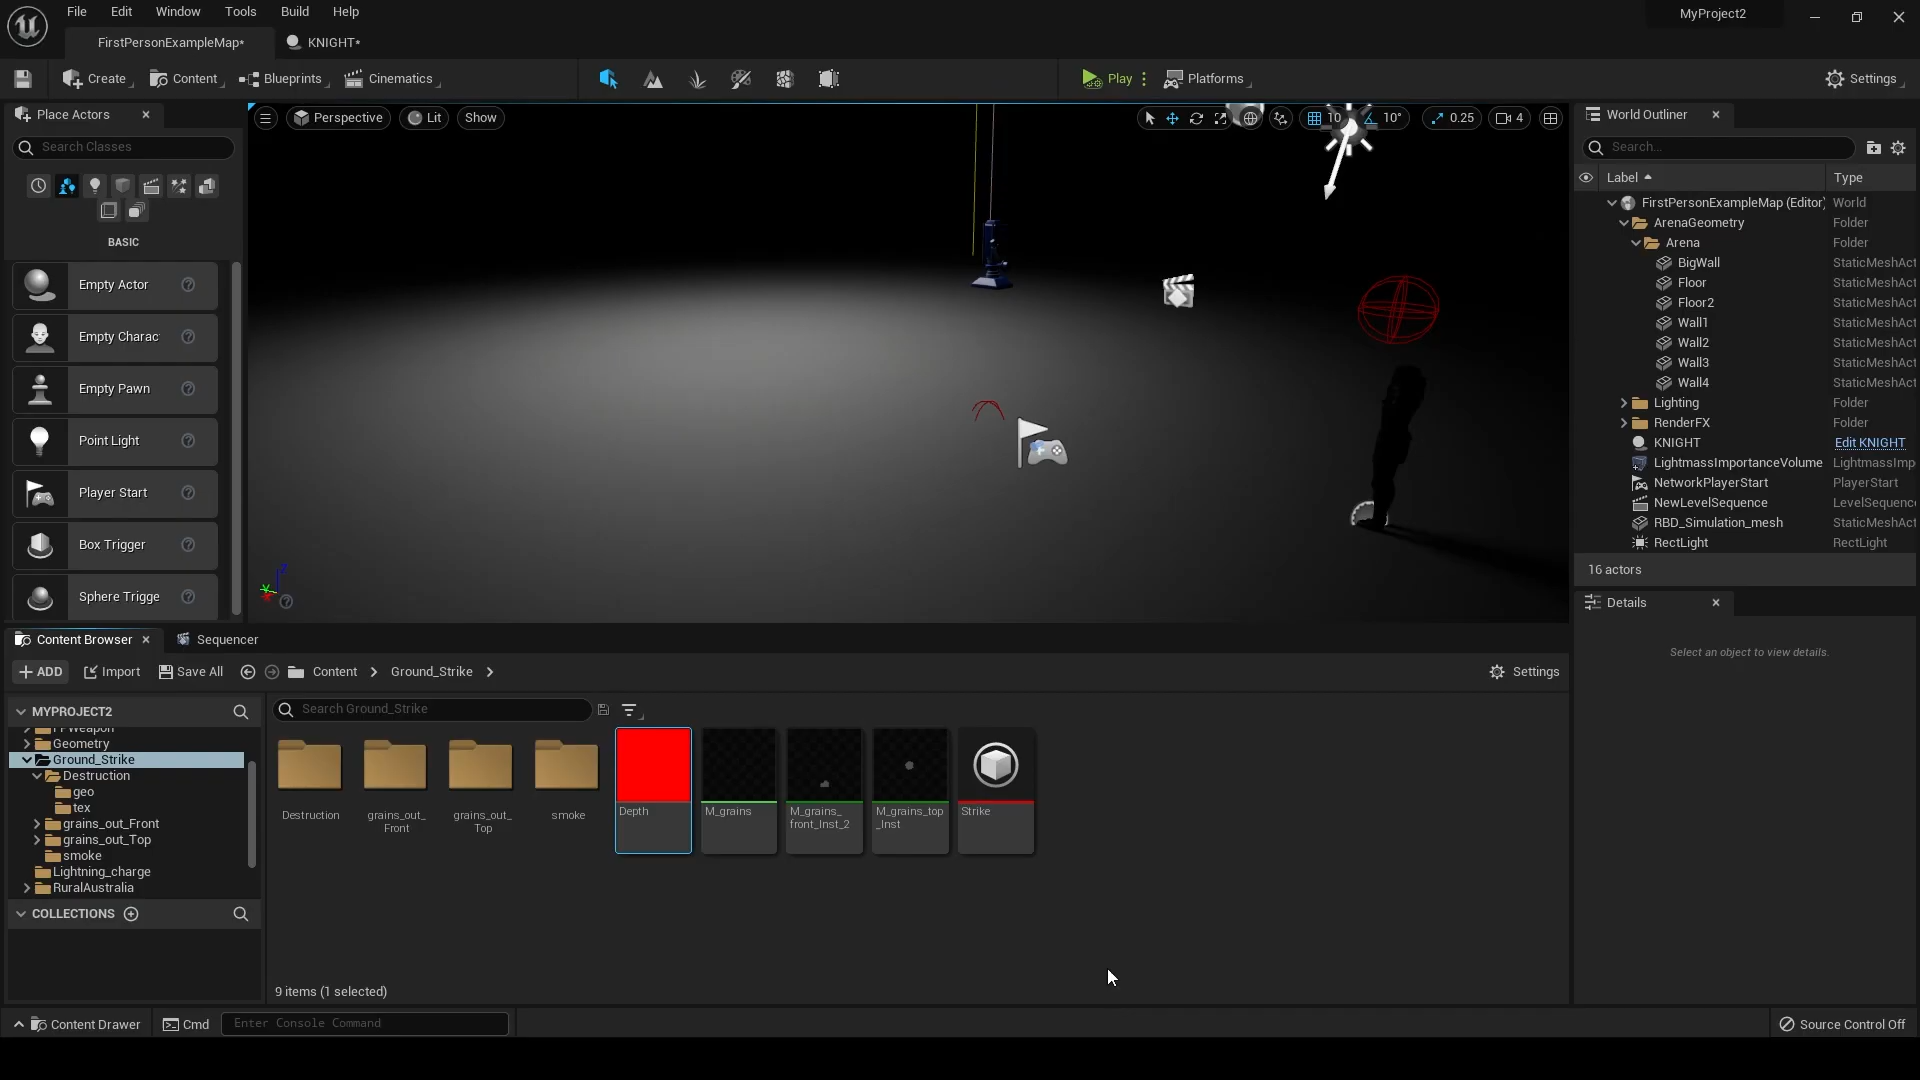 File Edit Window Tools Build Help
MyProject2
FirstPersonExampleMap*
KNIGHT*
Create
Content
Blueprints
Cinematics
Play
Platforms
Settings
Place Actors
Search Classes
BASIC
Empty Actor
Empty Charac
Empty Pawn
Point Light
Player Start
Box Trigger
Sphere Trigge
Perspective
Lit
Show
10
10°
0.25
4
World Outliner
Search...
Label
Type
FirstPersonExampleMap (Editor) World
ArenaGeometry Folder
Arena Folder
BigWall StaticMeshAct
Floor StaticMeshAct
Floor2 StaticMeshAct
Wall1 StaticMeshAct
Wall2 StaticMeshAct
Wall3 StaticMeshAct
Wall4 StaticMeshAct
Lighting Folder
RenderFX Folder
KNIGHT Edit KNIGHT
LightmassImportanceVolume LightmassImp
NetworkPlayerStart PlayerStart
NewLevelSequence LevelSequence
RBD_Simulation_mesh StaticMeshAct
RectLight RectLight
16 actors
Details
Select an object to view details.
Content Browser
Sequencer
ADD
Import
Save All
Content
Ground_Strike
Settings
MYPROJECT2
FPWeapon
Geometry
Ground_Strike
Destruction
geo
tex
grains_out_Front
grains_out_Top
smoke
Lightning_charge
RuralAustralia
COLLECTIONS
Search Ground_Strike
Destruction
grains_out_
Front
grains_out_
Top
smoke
Depth
M_grains
M_grains_
front_Inst_2
M_grains_top
_Inst
Strike
9 items (1 selected)
Content Drawer
Cmd
Enter Console Command
Source Control Off